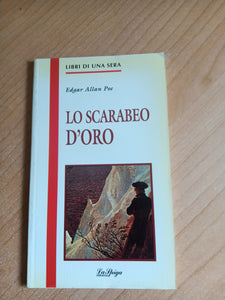 LIBRI DI UNA SERA
Edgar Allan Poe
LO SCARABEO
D'ORO
La Spiga